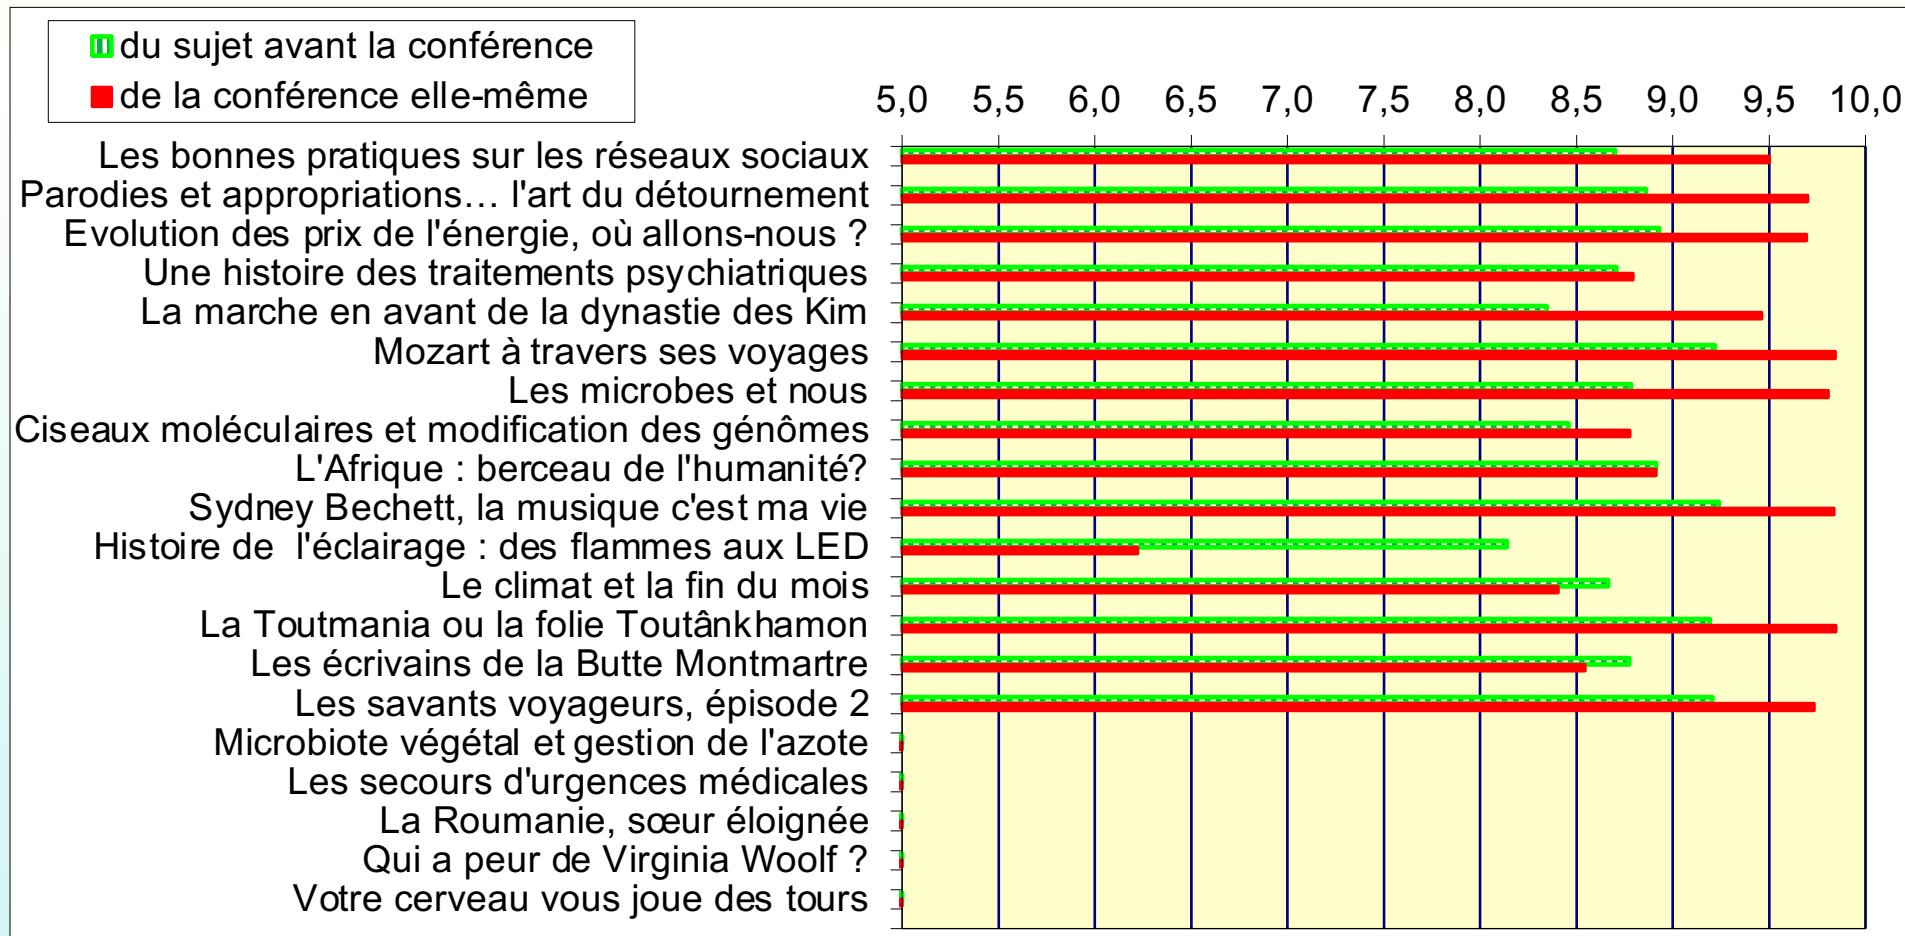 du sujet avant la conférence
de la conférence elle-même
5,0 5,5 6,0 6,5 7,0 7,5 8,0 8,5 9,0 9,5 10,0
Les bonnes pratiques sur les réseaux sociaux
Parodies et appropriations… l'art du détournement
Evolution des prix de l'énergie, où allons-nous ?
Une histoire des traitements psychiatriques
La marche en avant de la dynastie des Kim
Mozart à travers ses voyages
Les microbes et nous
Ciseaux moléculaires et modification des génômes
L'Afrique : berceau de l'humanité?
Sydney Bechett, la musique c'est ma vie
Histoire de  l'éclairage : des flammes aux LED
Le climat et la fin du mois
La Toutmania ou la folie Toutânkhamon
Les écrivains de la Butte Montmartre
Les savants voyageurs, épisode 2
Microbiote végétal et gestion de l'azote
Les secours d'urgences médicales
La Roumanie, sœur éloignée
Qui a peur de Virginia Woolf ?
Votre cerveau vous joue des tours